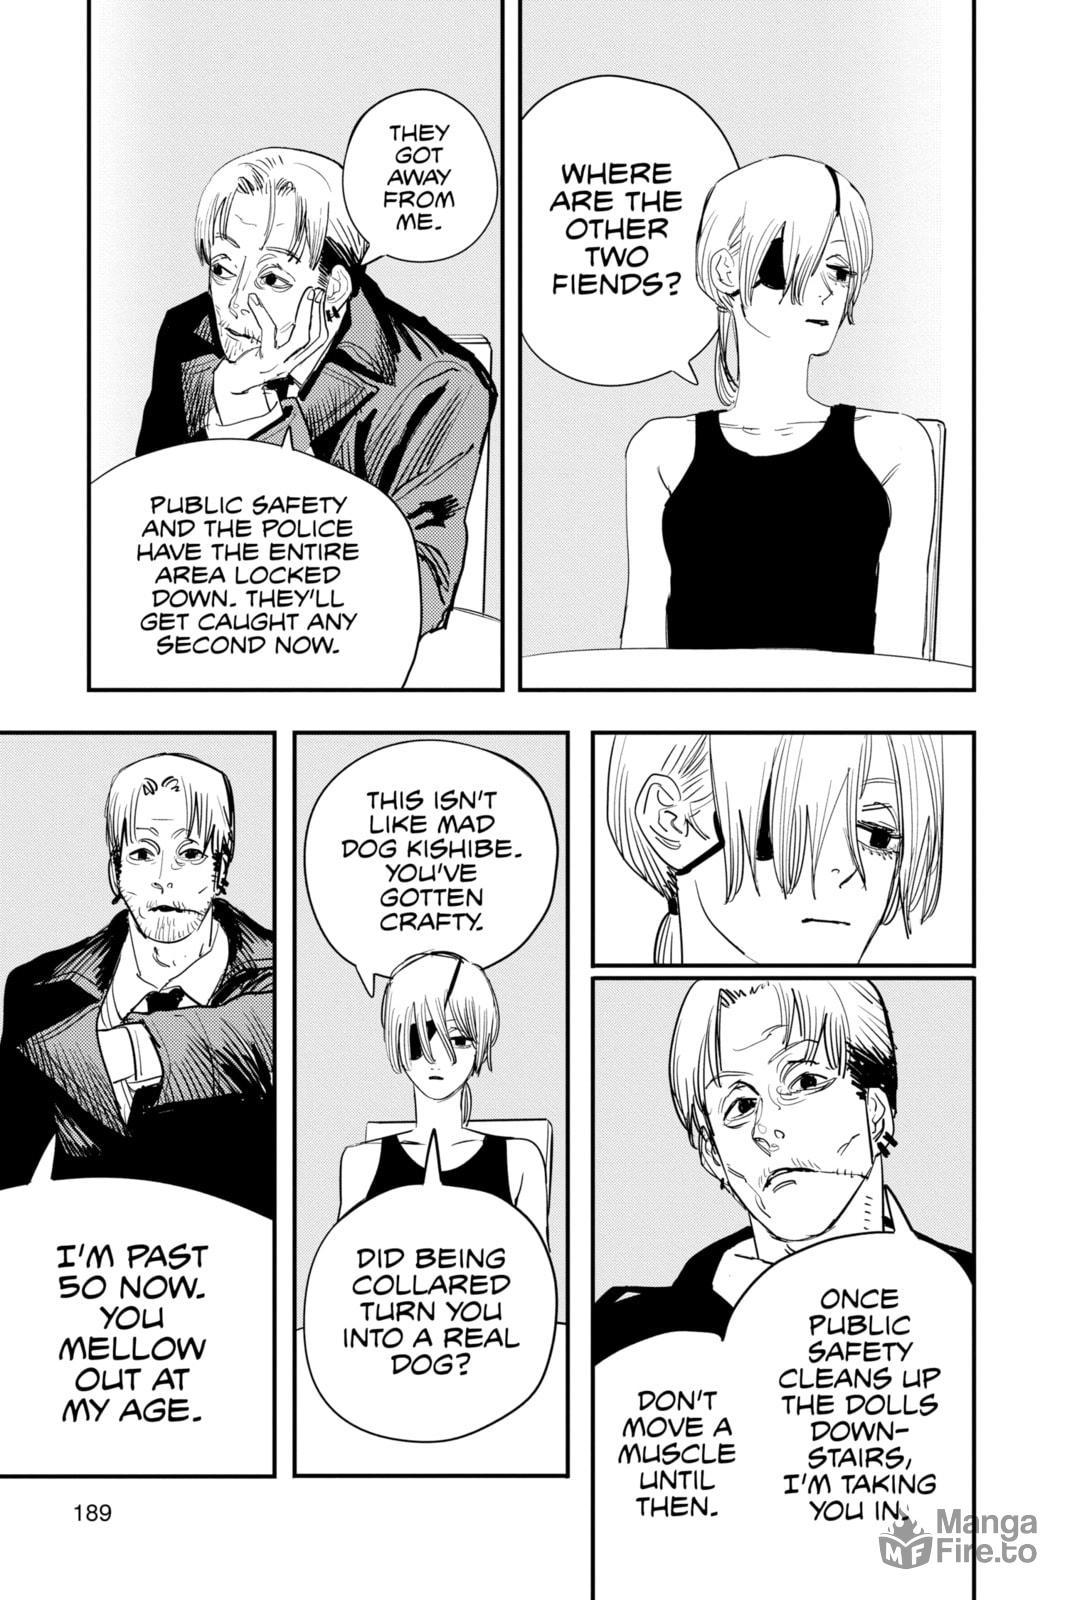 WHERE
ARE THE
OTHER
TWO
FIENDS?
THEY
GOT
AWAY
FROM
ME.
PUBLIC SAFETY
AND THE POLICE
HAVE THE ENTIRE
AREA LOCKED
DOWN. THEY'LL
GET CAUGHT ANY
SECOND NOW.
ONCE
PUBLIC
SAFETY
CLEANS UP
THE DOLLS
DOWN-
STAIRS,
I'M TAKING
YOU IN.
DON'T
MOVE A
MUSCLE
UNTIL
THEN.
THIS ISN'T
LIKE MAD
DOG KISHIBE.
YOU'VE
GOTTEN
CRAFTY.
DID BEING
COLLARED
TURN YOU
INTO A REAL
DOG?
I'M PAST
50 NOW.
YOU
MELLOW
OUT AT
MY AGE.
189
MF
Manga
Fire.to